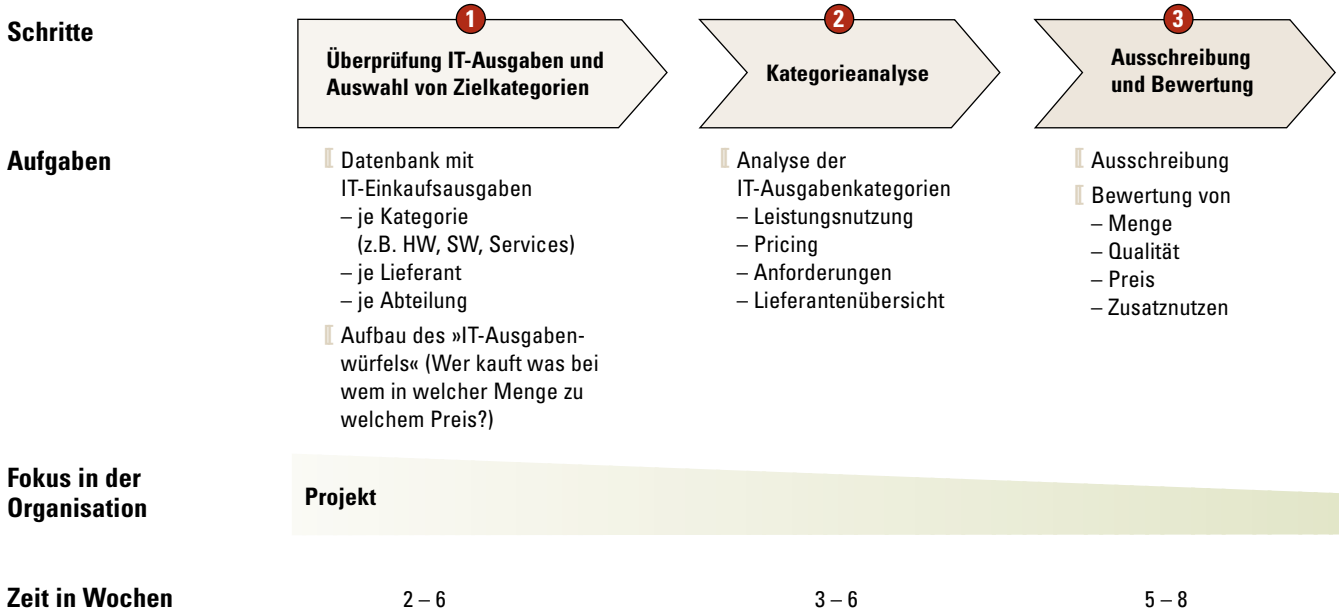 Schritte
1
Überprüfung IT-Ausgaben und
Auswahl von Zielkategorien
2
Kategorieanalyse
3
Ausschreibung
und Bewertung
Aufgaben
Datenbank mit
IT-Einkaufsausgaben
– je Kategorie
(z.B. HW, SW, Services)
– je Lieferant
– je Abteilung
Aufbau des »IT-Ausgaben-
würfels« (Wer kauft was bei
wem in welcher Menge zu
welchem Preis?)
Analyse der
IT-Ausgabenkategorien
– Leistungsnutzung
– Pricing
– Anforderungen
– Lieferantenübersicht
Ausschreibung
Bewertung von
– Menge
– Qualität
– Preis
– Zusatznutzen
Fokus in der
Organisation
Projekt
Zeit in Wochen
2 – 6
3 – 6
5 – 8